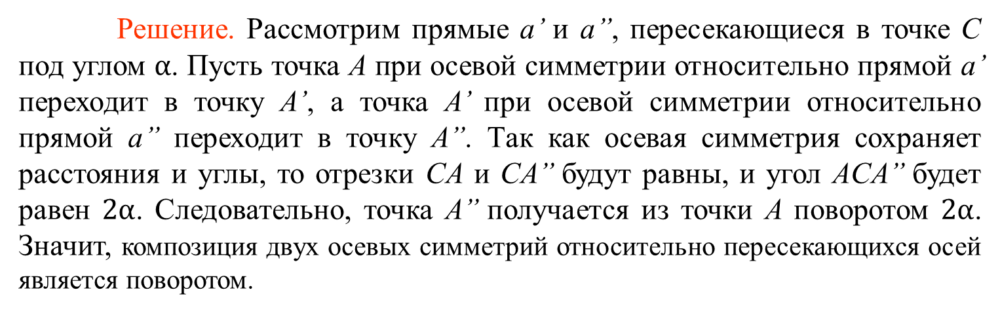 Решение. Рассмотрим прямые a’ и a”, пересекающиеся в точке C
под углом α. Пусть точка A при осевой симметрии относительно прямой a’
переходит в точку A’, а точка A’ при осевой симметрии относительно
прямой a” переходит в точку A”. Так как осевая симметрия сохраняет
расстояния и углы, то отрезки CA и CA” будут равны, и угол ACA” будет
равен 2α. Следовательно, точка A” получается из точки A поворотом 2α.
Значит, композиция двух осевых симметрий относительно пересекающихся осей
является поворотом.